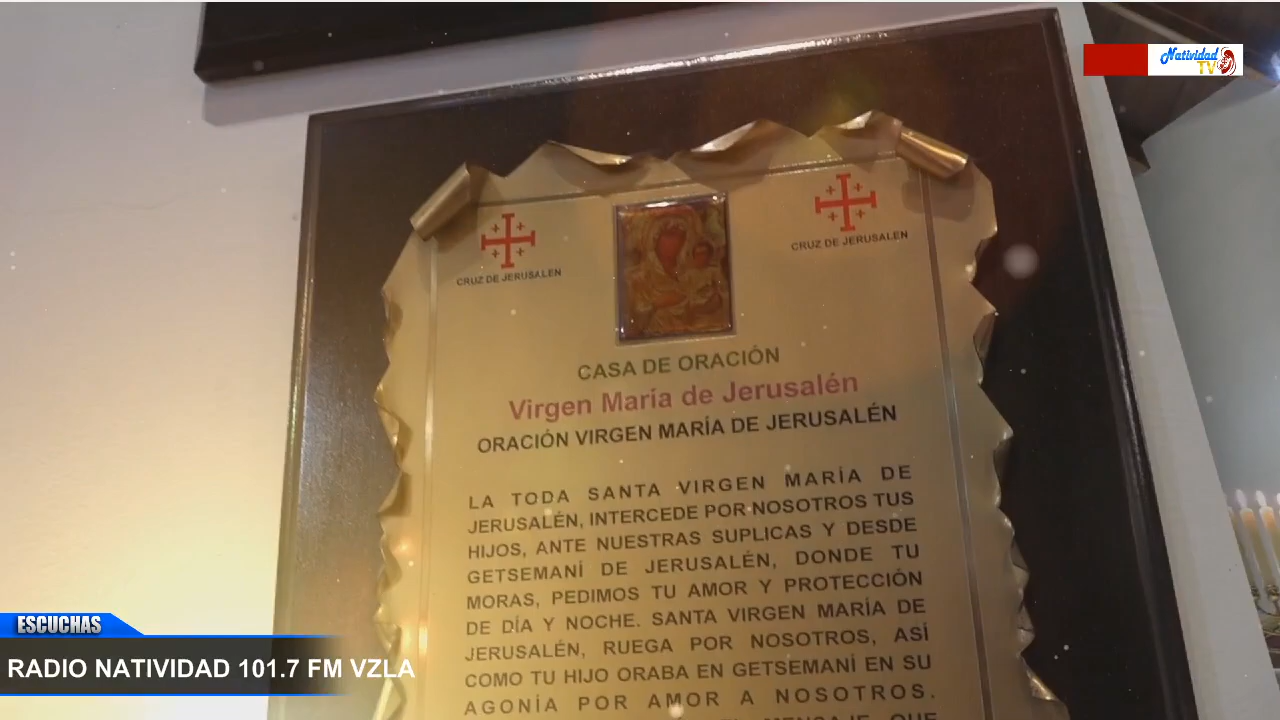 Natividad
TV
CRUZ DE JERUSALEN
CRUZ DE JERUSALEN
CASA DE ORACIÓN
Virgen María de Jerusalén
ORACIÓN VIRGEN MARÍA DE JERUSALÉN
LA TODA SANTA VIRGEN MARÍA DE
JERUSALÉN, INTERCEDE POR NOSOTROS TUS
HIJOS, ANTE NUESTRAS SUPLICAS Y DESDE
GETSEMANÍ DE JERUSALÉN, DONDE TU
MORAS, PEDIMOS TU AMOR Y PROTECCIÓN
DE DÍA Y NOCHE. SANTA VIRGEN MARÍA DE
JERUSALÉN, RUEGA POR NOSOTROS, ASÍ
COMO TU HIJO ORABA EN GETSEMANÍ EN SU
AGONÍA POR AMOR A NOSOTROS.
MENSAJE QUE
ESCUCHAS
RADIO NATIVIDAD 101.7 FM VZLA